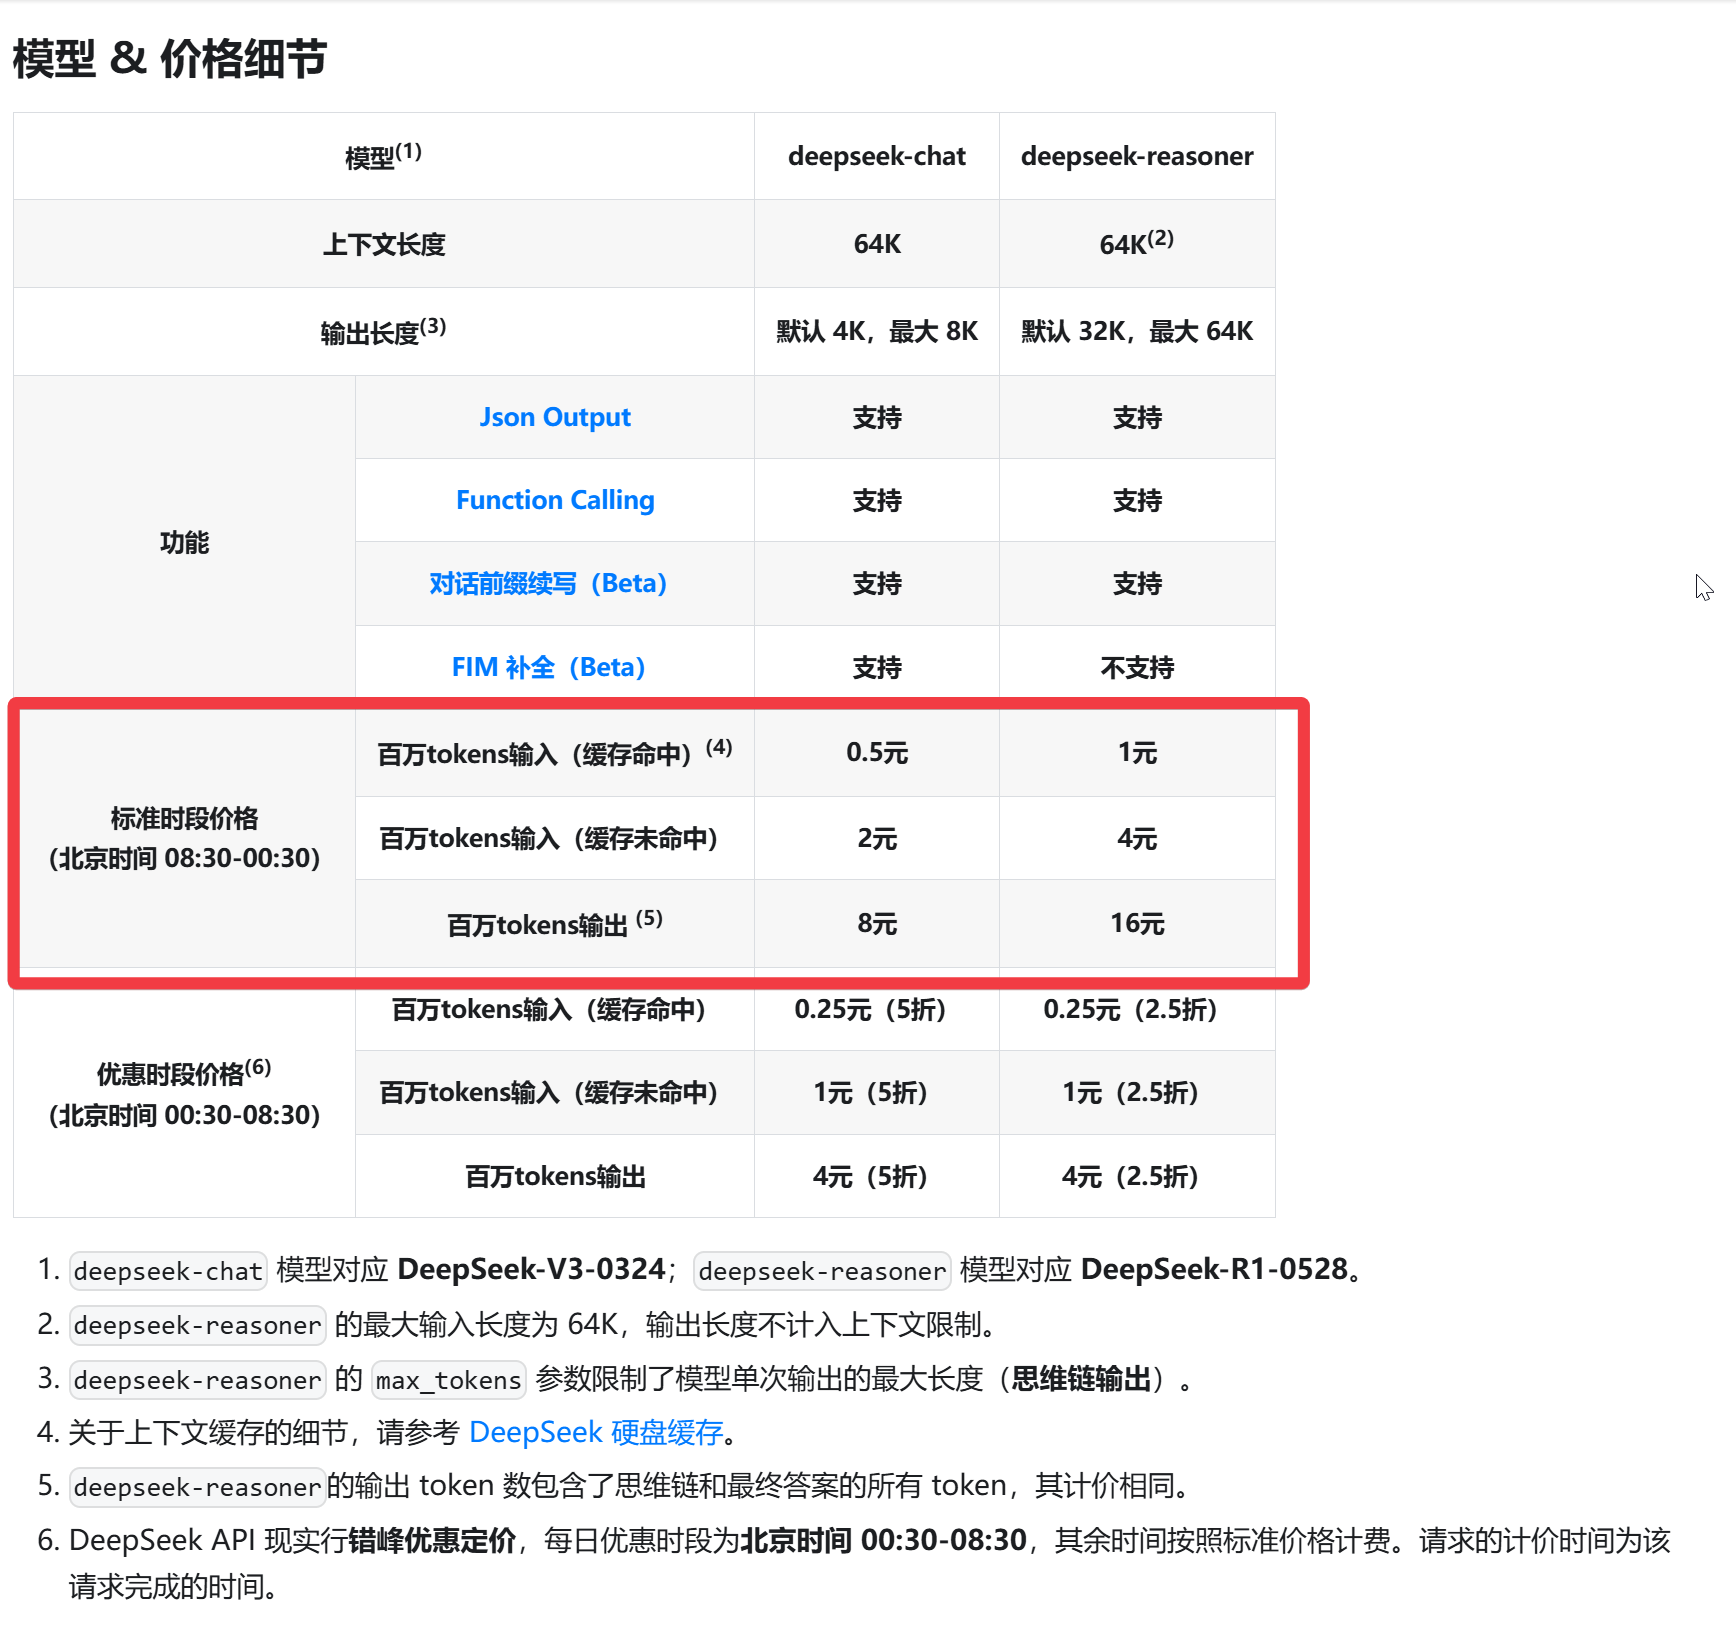 模型 & 价格细节
模型(1) deepseek-chat deepseek-reasoner
上下文长度 64K 64K(2)
输出长度(3) 默认 4K，最大 8K 默认 32K，最大 64K
功能
Json Output 支持 支持
Function Calling 支持 支持
对话前缀续写（Beta） 支持 支持
FIM 补全（Beta） 支持 不支持
标准时段价格
（北京时间 08:30-00:30）
百万tokens输入（缓存命中）(4) 0.5元 1元
百万tokens输入（缓存未命中） 2元 4元
百万tokens输出 (5) 8元 16元
优惠时段价格(6)
（北京时间 00:30-08:30）
百万tokens输入（缓存命中） 0.25元（5折） 0.25元（2.5折）
百万tokens输入（缓存未命中） 1元（5折） 1元（2.5折）
百万tokens输出 4元（5折） 4元（2.5折）
1. deepseek-chat 模型对应 DeepSeek-V3-0324；deepseek-reasoner 模型对应 DeepSeek-R1-0528。
2. deepseek-reasoner 的最大输入长度为 64K，输出长度不计入上下文限制。
3. deepseek-reasoner 的 max_tokens 参数限制了模型单次输出的最大长度（思维链输出）。
4. 关于上下文缓存的细节，请参考 DeepSeek 硬盘缓存。
5. deepseek-reasoner的输出 token 数包含了思维链和最终答案的所有 token，其计价相同。
6. DeepSeek API 现实行错峰优惠定价，每日优惠时段为北京时间 00:30-08:30，其余时间按照标准价格计费。请求的计价时间为该
请求完成的时间。